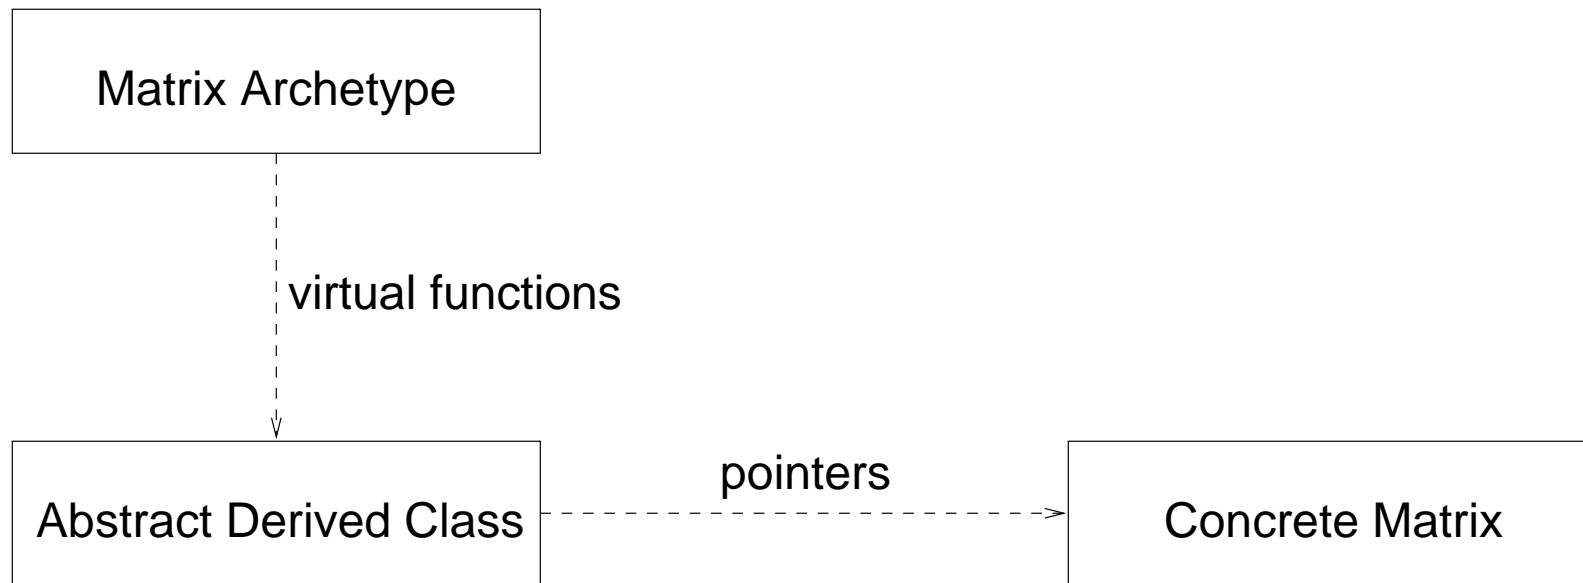 Matrix Archetype
virtual functions
pointers
Abstract Derived Class
Concrete Matrix